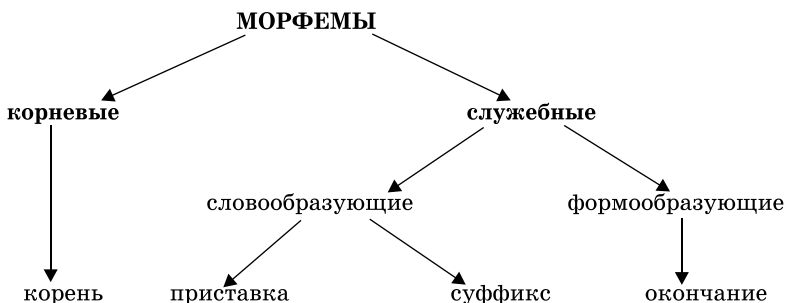 МОРФЕМЫ
корневые служебные
словообразующие формообразующие
корень приставка суффикс окончание